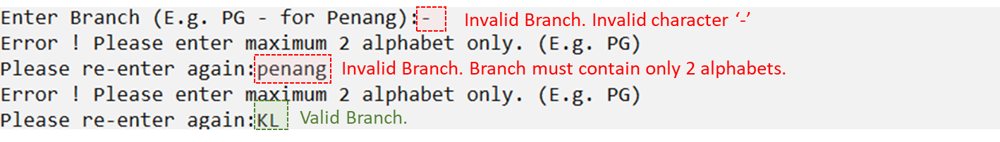 Enter Branch (E.g. PG - for Penang):- Invalid Branch. Invalid character ‘-’
Error ! Please enter maximum 2 alphabet only. (E.g. PG)
Please re-enter again:penang Invalid Branch. Branch must contain only 2 alphabets.
Error ! Please enter maximum 2 alphabet only. (E.g. PG)
Please re-enter again:KL Valid Branch.